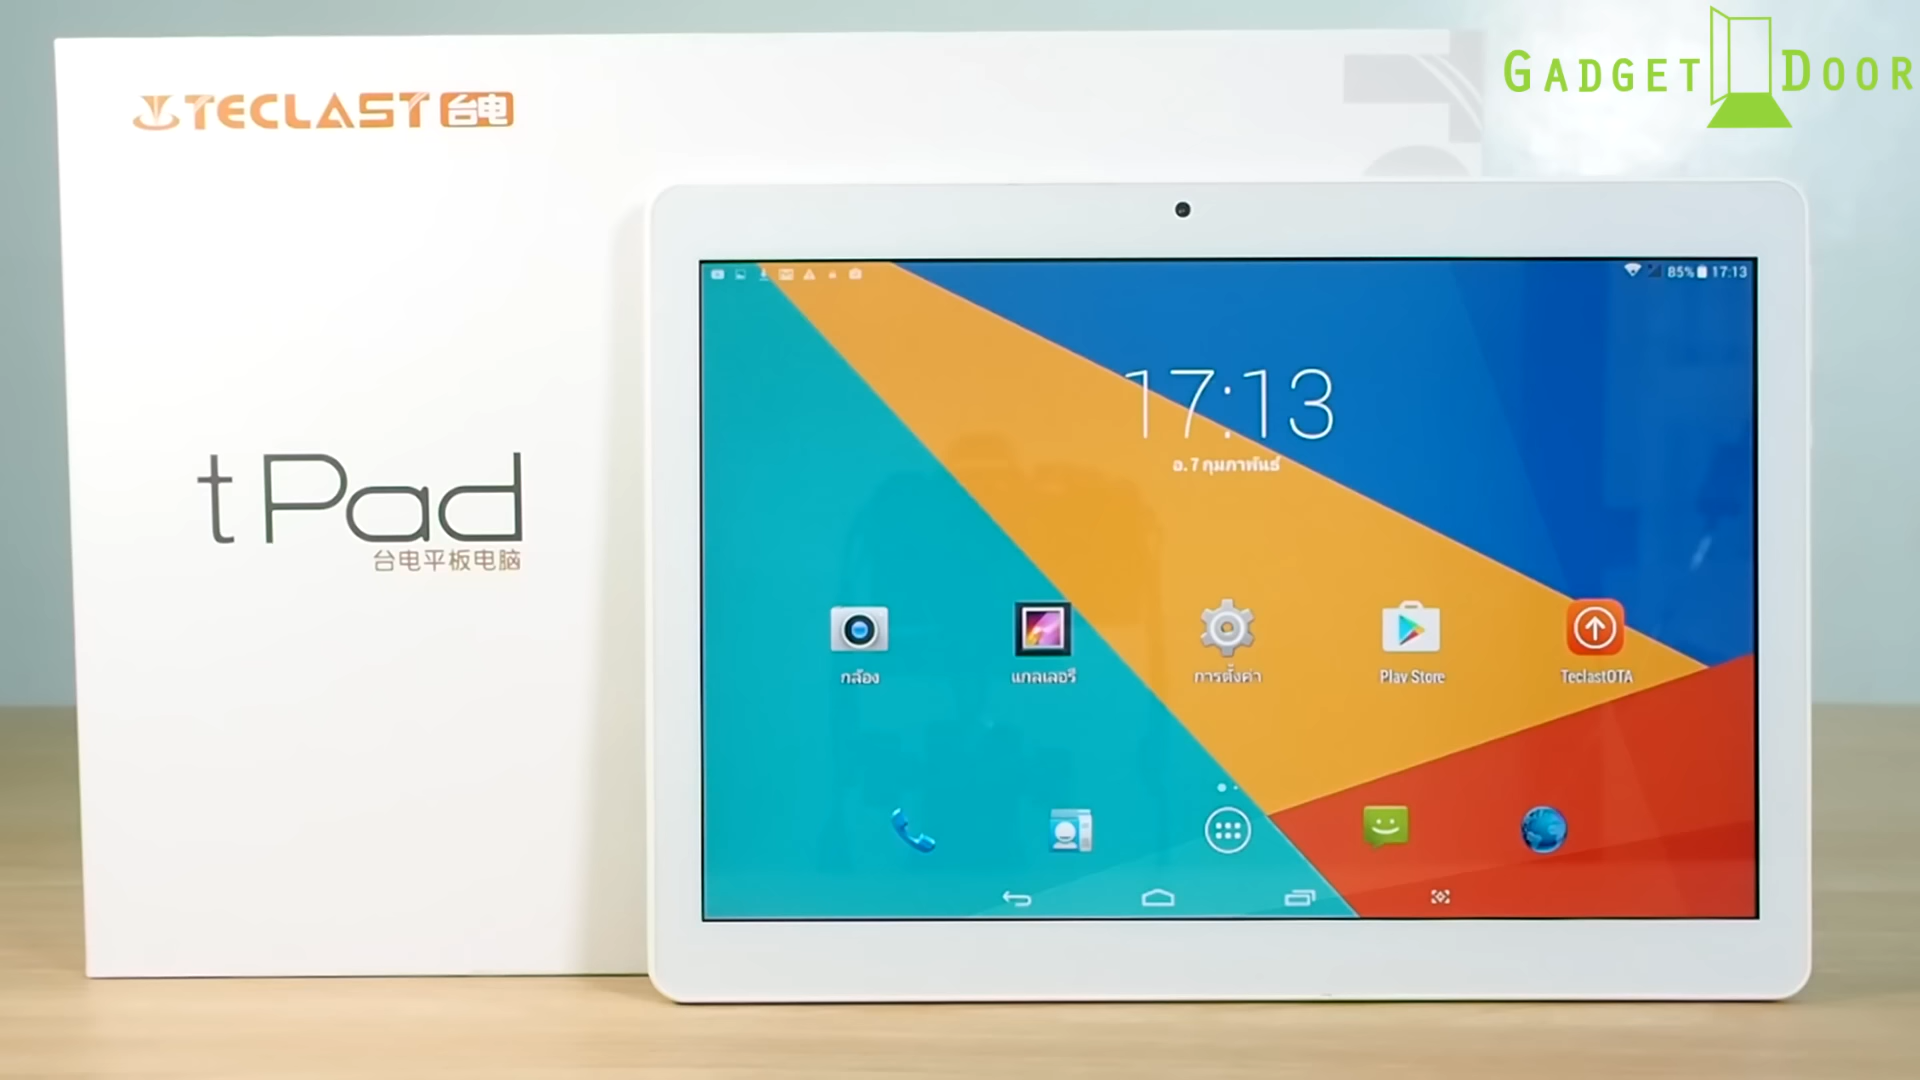 GADGET DOOR
TECLAST 台电
t Pad
台电平板电脑
85% 17:13
17:13
อ. 7 กุมภาพันธ์
กล้อง
แกลเลอรี
การตั้งค่า
Play Store
TeclastOTA